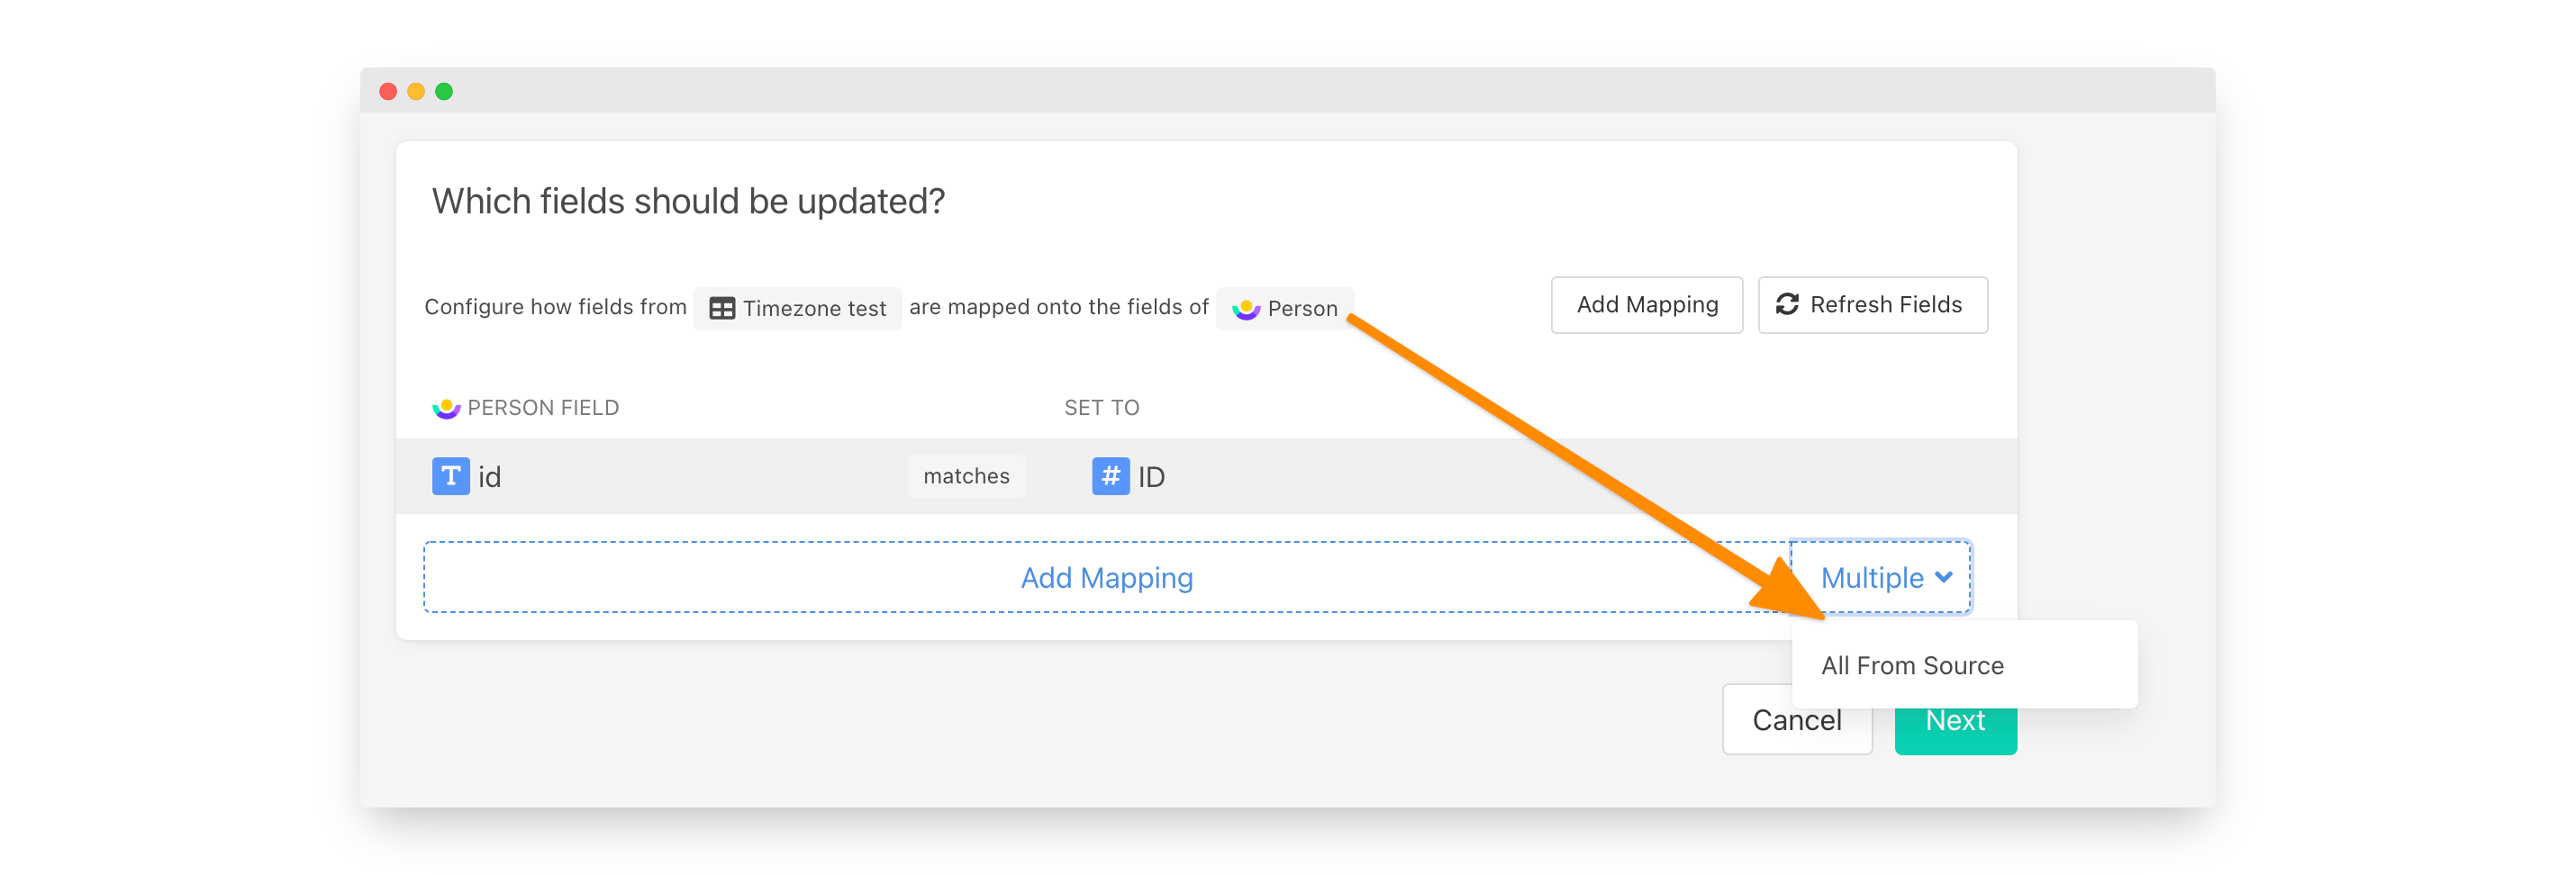 Which fields should be updated?
Configure how fields from Timezone test are mapped onto the fields of Person
Add Mapping Refresh Fields
PERSON FIELD SET TO
T id matches # ID
Add Mapping Multiple
All From Source
Cancel Next